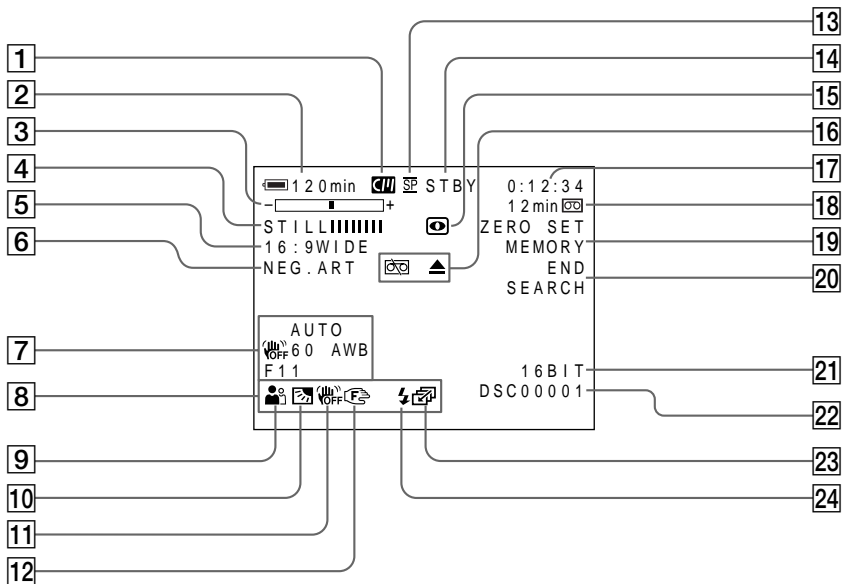 13
1 14
2 15
3 16
4 17
5 18
6 19
20
7 21
8 22
9 23
10 24
11
12
120min SP STBY 0:12:34
- + 12min
STILL ZERO SET
16:9WIDE MEMORY
NEG.ART END
SEARCH
AUTO
OFF 60 AWB
F11 16BIT
OFF F DSC00001